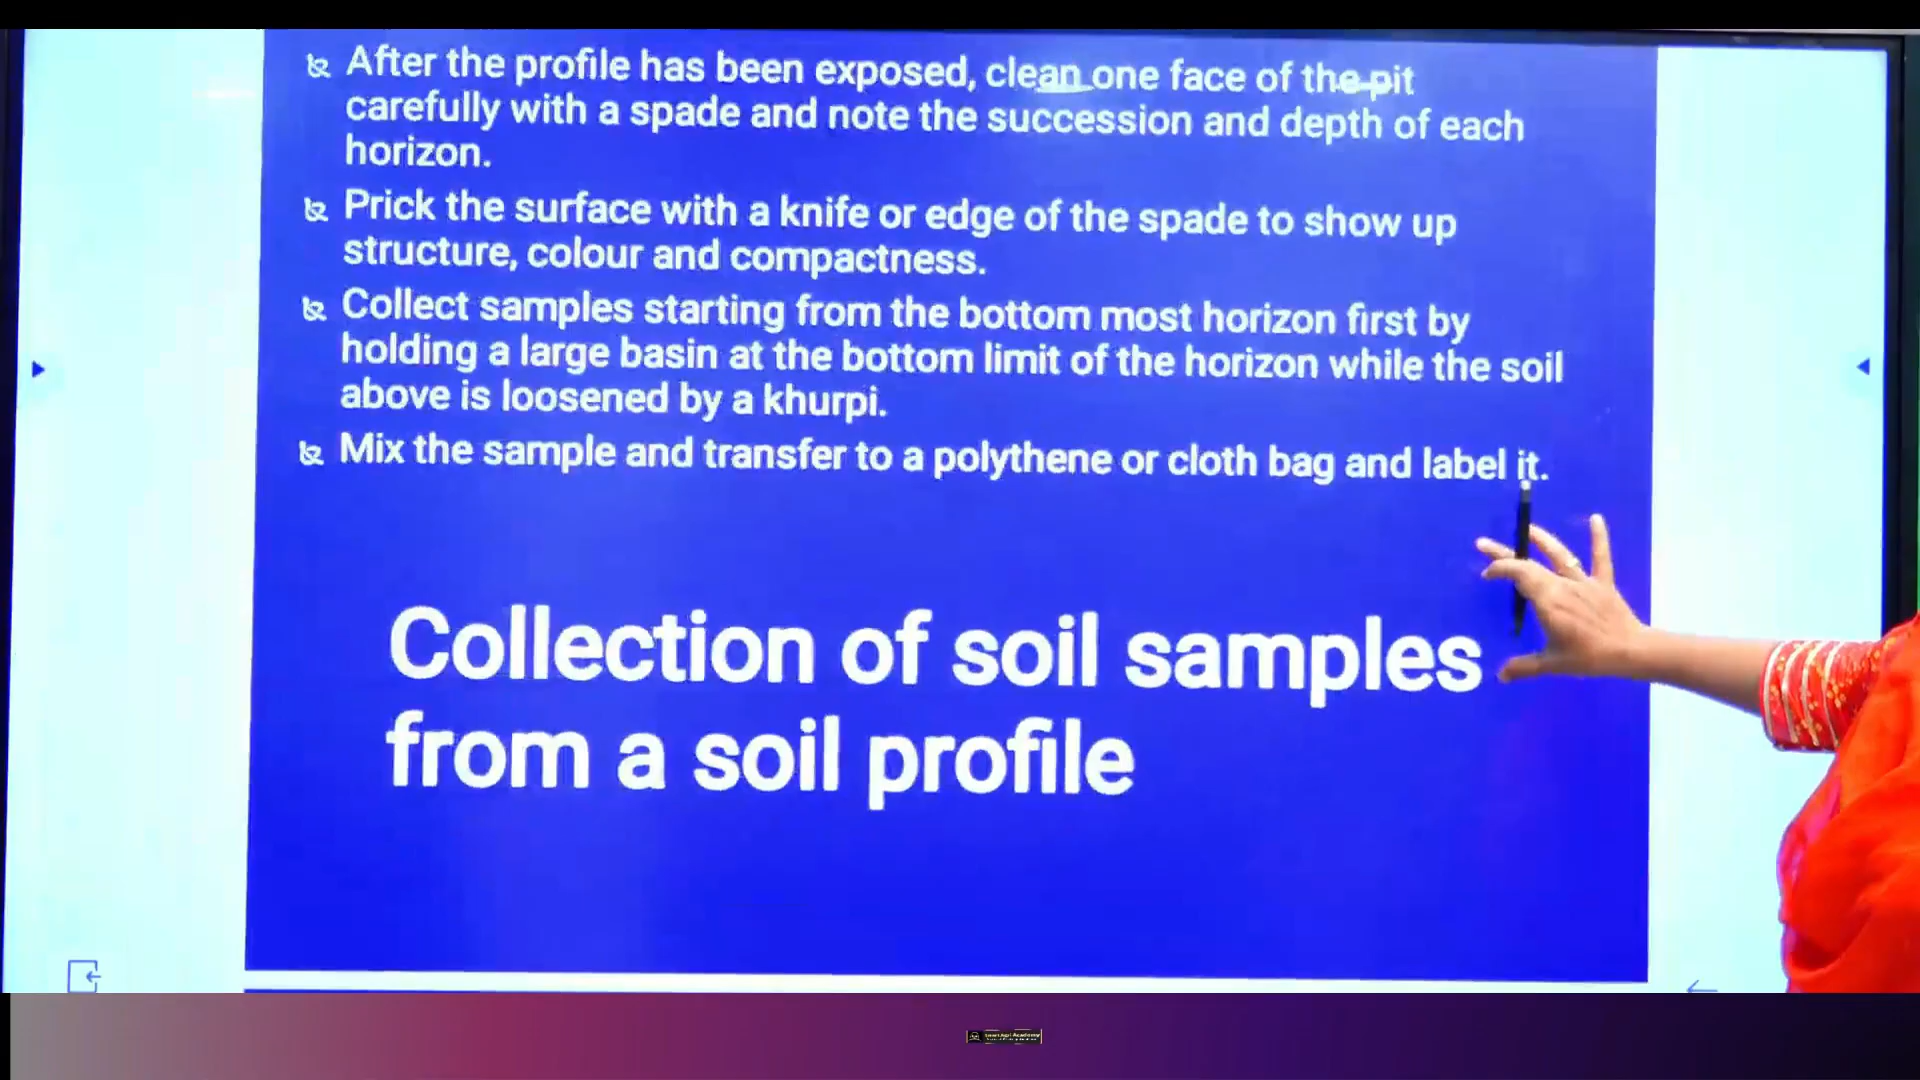 After the profile has been exposed, clean one face of the pit
carefully with a spade and note the succession and depth of each
horizon.
Prick the surface with a knife or edge of the spade to show up
structure, colour and compactness.
Collect samples starting from the bottom most horizon first by
holding a large basin at the bottom limit of the horizon while the soil
above is loosened by a khurpi.
Mix the sample and transfer to a polythene or cloth bag and label it.
Collection of soil samples
from a soil profile